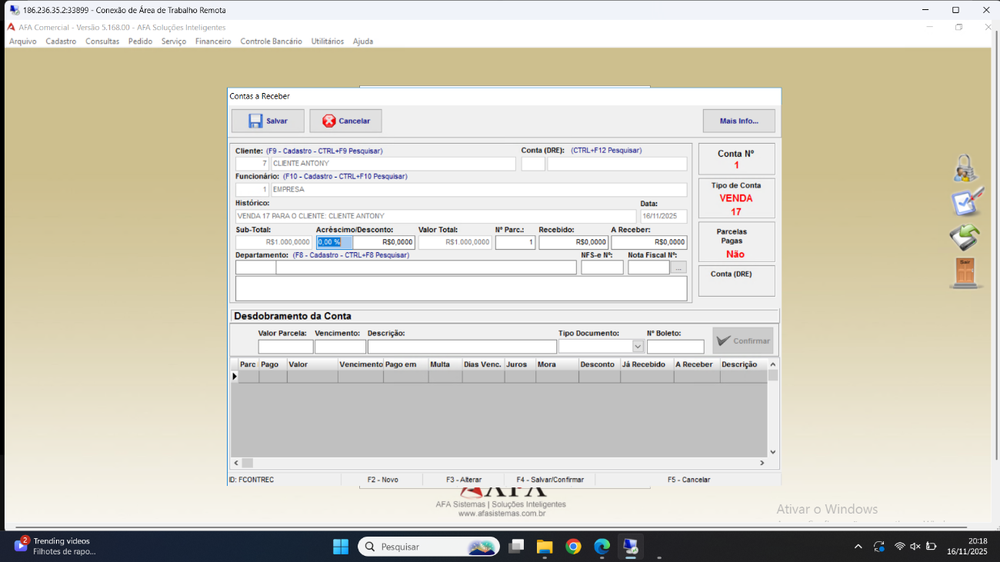 186.236.35.2:33899 - Conexão de Área de Trabalho Remota
AFA Comercial - Versão 5.168.00 - AFA Soluções Inteligentes
Arquivo Cadastro Consultas Pedido Serviço Financeiro Controle Bancário Utilitários Ajuda
Contas a Receber
Salvar Cancelar Mais Info...
Cliente: (F9 - Cadastro - CTRL+F9 Pesquisar) Conta (DRE): (CTRL+F12 Pesquisar)
7 CLIENTE ANTONY
Conta Nº
1
Funcionário: (F10 - Cadastro - CTRL+F10 Pesquisar)
1 EMPRESA
Tipo de Conta
VENDA
17
Histórico: Data:
VENDA 17 PARA O CLIENTE: CLIENTE ANTONY 16/11/2025
Sub-Total: Acréscimo/Desconto: Valor Total: Nº Parc.: Recebido: A Receber:
R$1.000,0000 0,00 % R$0,0000 R$1.000,0000 1 R$0,0000 R$0,0000
Parcelas
Pagas
Não
Departamento: (F8 - Cadastro - CTRL+F8 Pesquisar) NFS-e Nº: Nota Fiscal Nº:
...
Conta (DRE)
Desdobramento da Conta
Valor Parcela: Vencimento: Descrição: Tipo Documento: Nº Boleto:
Confirmar
Parc Pago Valor Vencimento Pago em Multa Dias Venc. Juros Mora Desconto Já Recebido A Receber Descrição
ID: FCONTREC F2 - Novo F3 - Alterar F4 - Salvar/Confirmar F5 - Cancelar
Sair
AFA
AFA Sistemas | Soluções Inteligentes
www.afasistemas.com.br
Ativar o Windows
2
Trending videos
Filhotes de rapo...
Pesquisar
20:18
16/11/2025